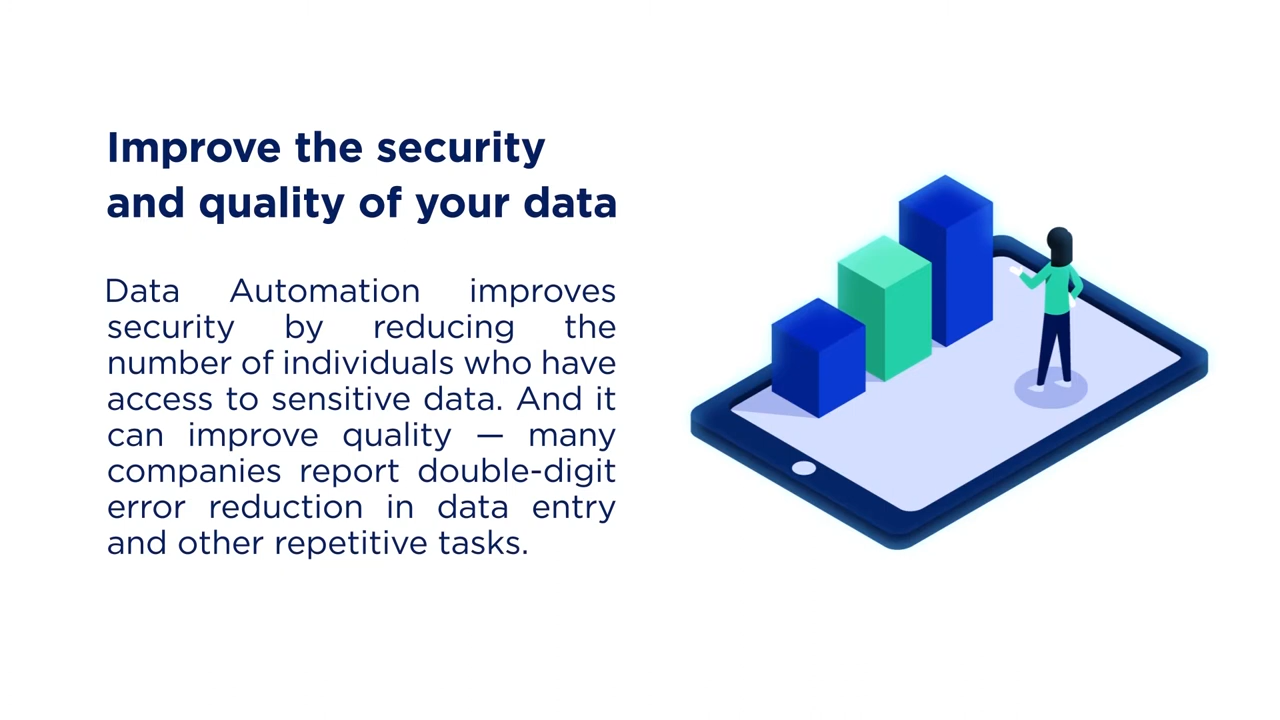 Improve the security
and quality of your data
Data Automation improves
security by reducing the
number of individuals who have
access to sensitive data. And it
can improve quality — many
companies report double-digit
error reduction in data entry
and other repetitive tasks.